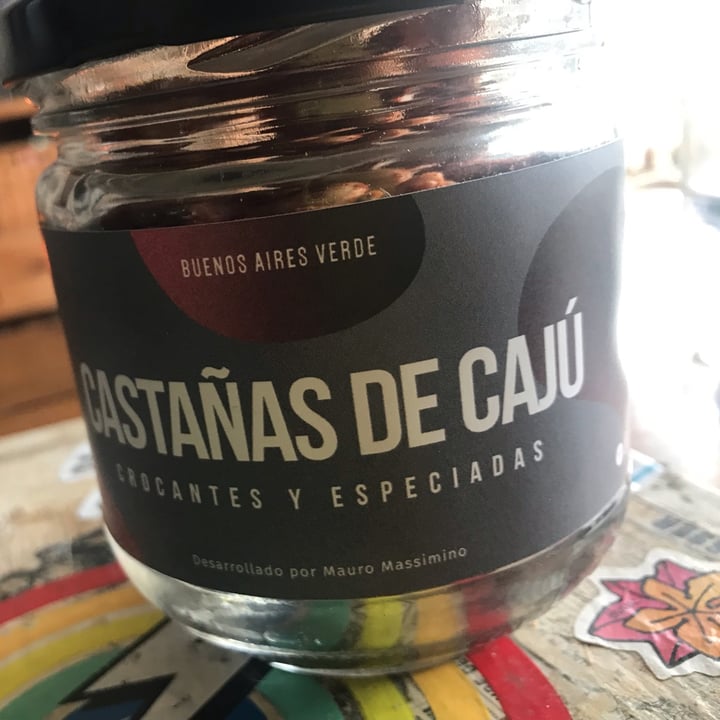 BUENOS AIRES VERDE
CASTAÑAS DE CAJÚ
CROCANTES Y ESPECIADAS
Desarrollado por Mauro Massimino